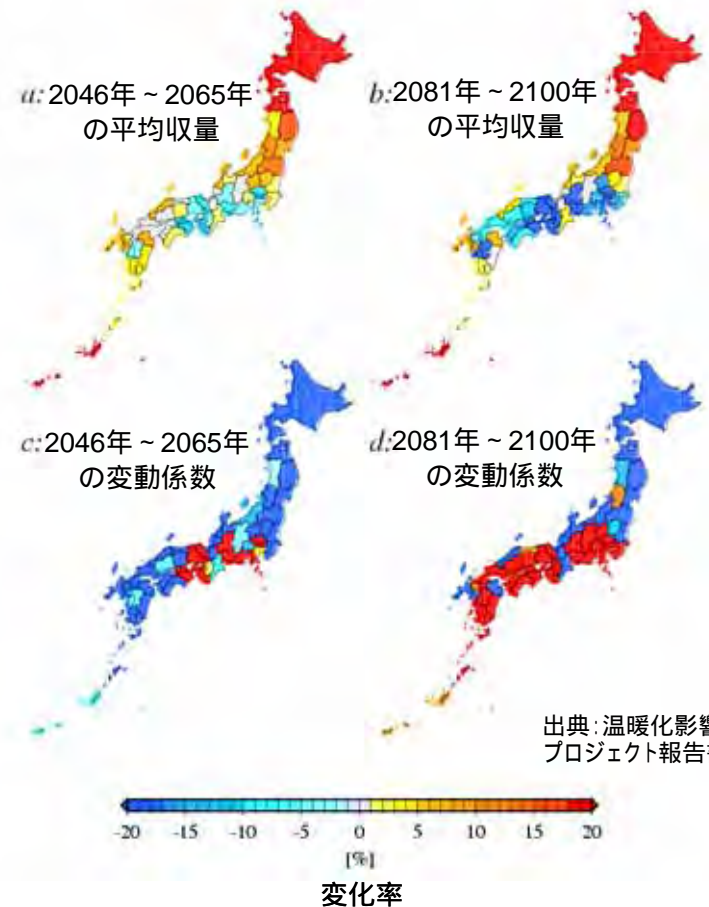 a:2046年~2065年
の平均収量
b:2081年~2100年
の平均収量
c:2046年~2065年
の変動係数
d:2081年~2100年
の変動係数
出典:温暖化影響
プロジェクト報告
-20 -15 -10 -5 0 5 10 15 20
[%]
変化率